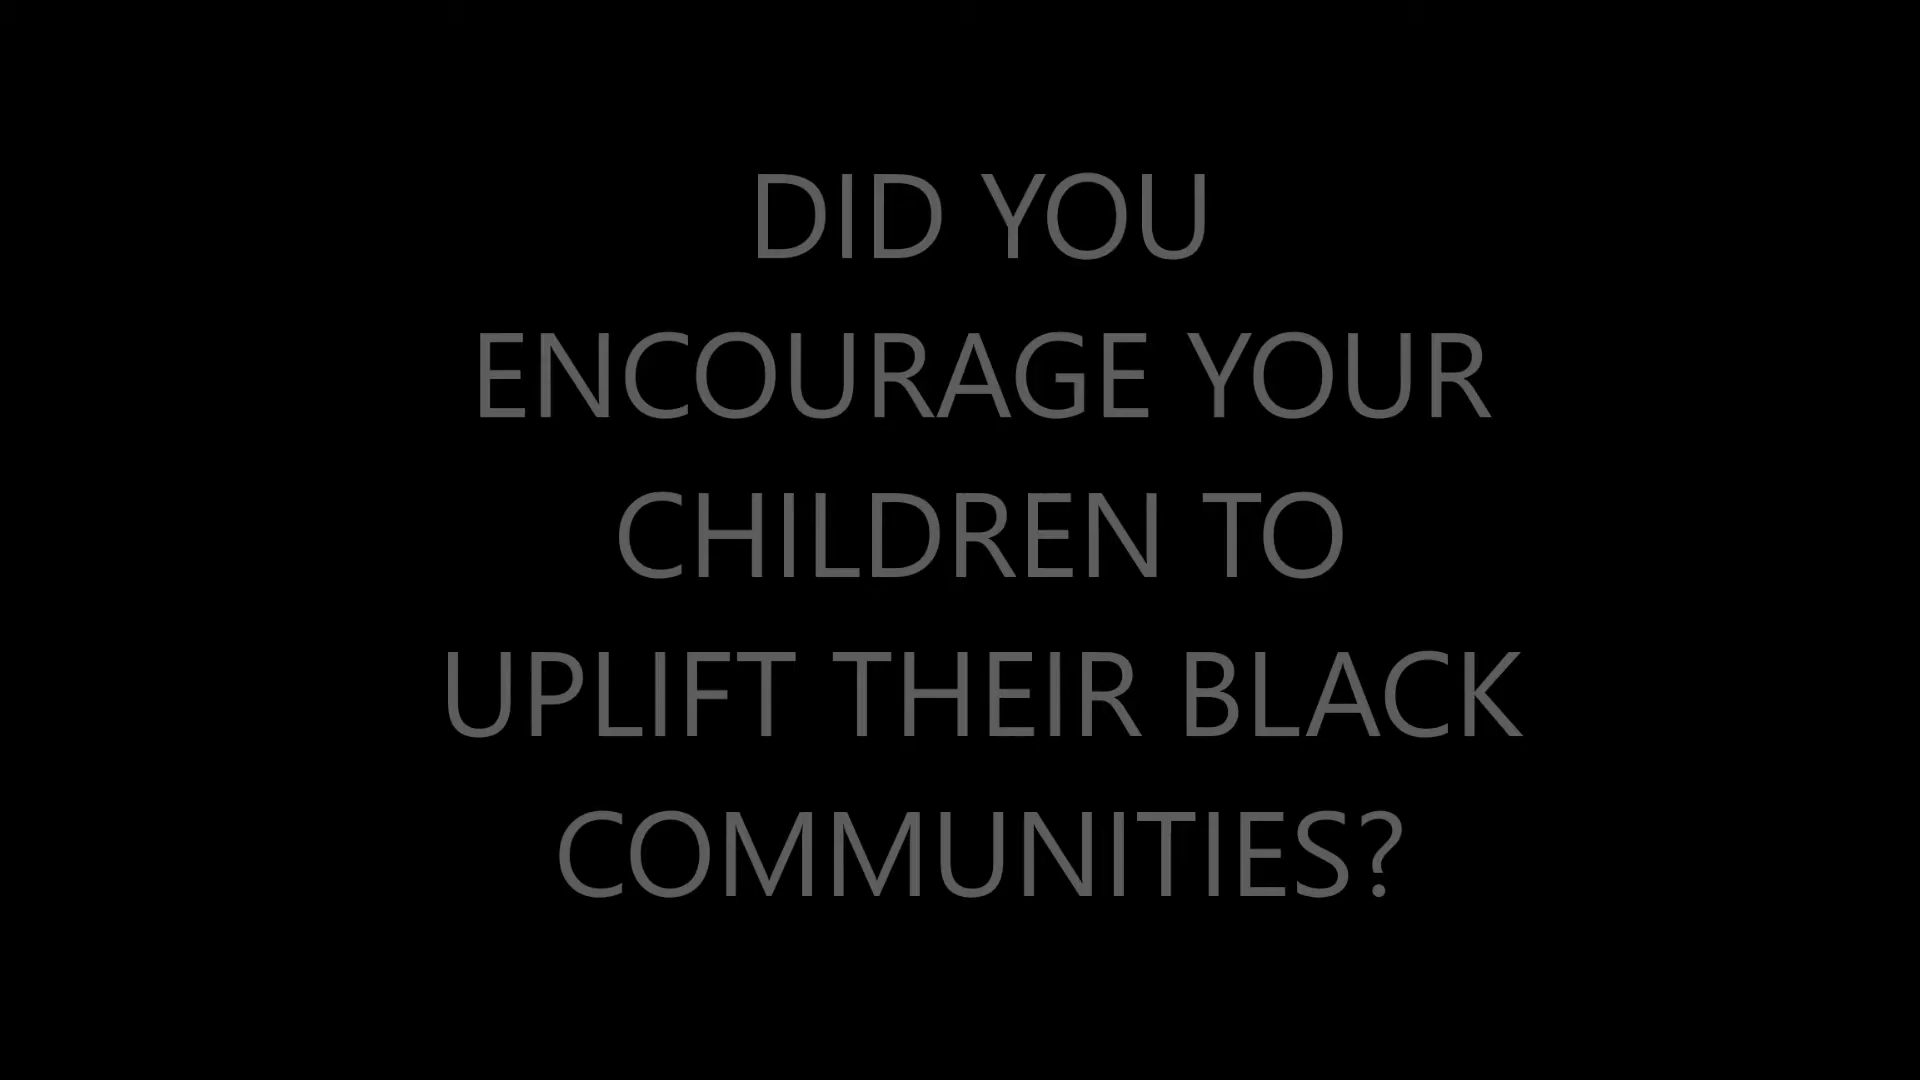 DID YOU
ENCOURAGE YOUR
CHILDREN TO
UPLIFT THEIR BLACK
COMMUNITIES?